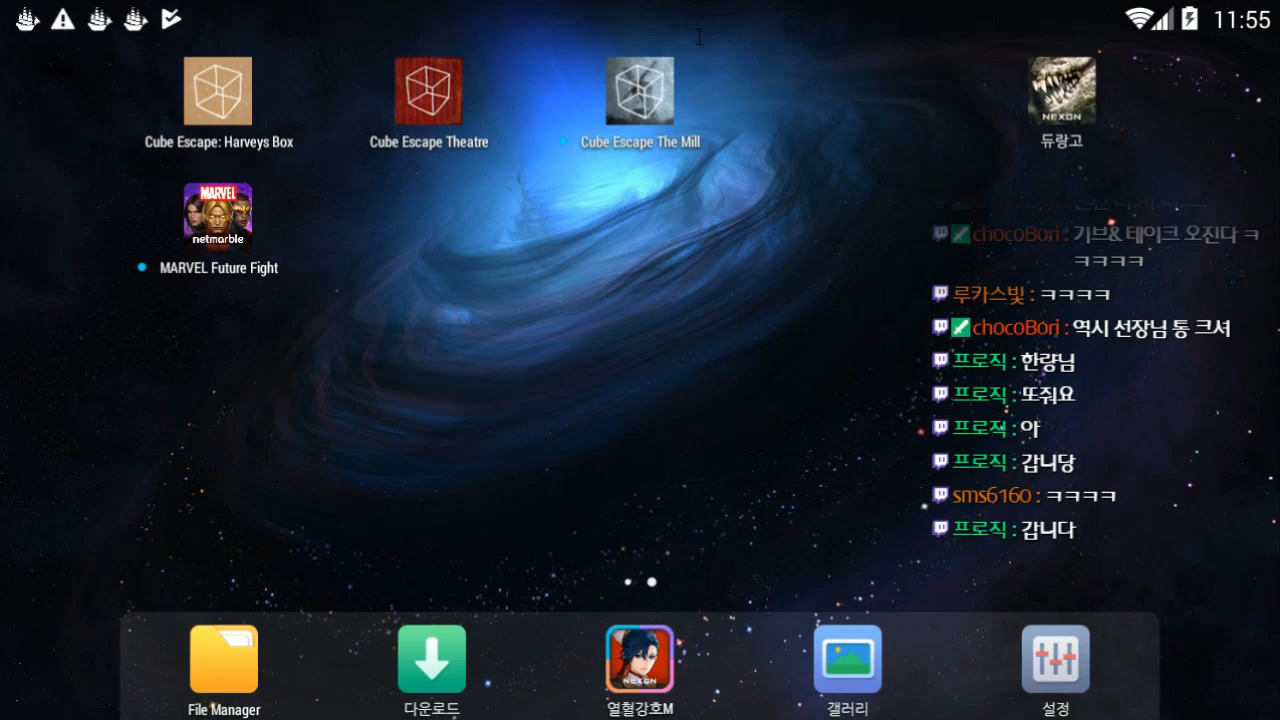 11:55
Cube Escape: Harveys Box
Cube Escape Theatre
Cube Escape The Mill
NEXON
듀랑고
MARVEL
netmarble
MARVEL Future Fight
chocoBori : 기브& 테이크 오진다 ㅋ
ㅋㅋㅋㅋ
루카스빛 : ㅋㅋㅋㅋ
chocoBori : 역시 선장님 통 크셔
프로직 : 한량님
프로직 : 또줘요
프로직 : 아
프로직 : 갑니당
sms6160 : ㅋㅋㅋㅋ
프로직 : 갑니다
NEXON
File Manager
다운로드
열혈강호M
갤러리
설정